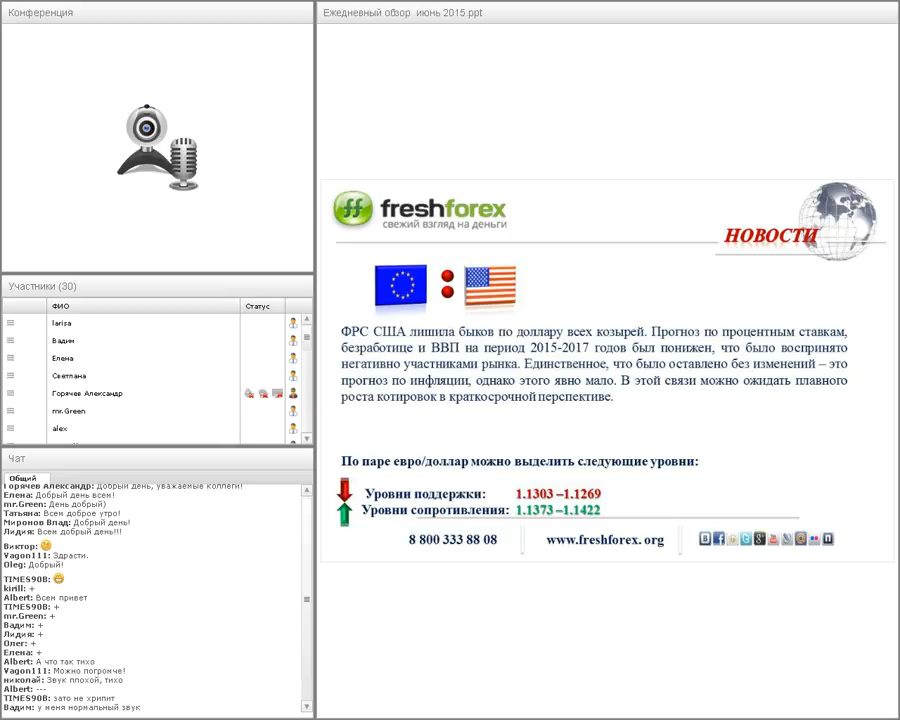 Конференция
Ежедневный обзор июнь 2015.ppt
Участники (30)
ФИО
Статус
larisa
Вадим
Елена
Светлана
Горячев Александр
mr.Green
alex
Чат
Общий
Горячев Александр: Добрый день, уважаемые коллеги!
Елена: Добрый день всем!
mr.Green: День добрый)
Татьяна: Всем доброе утро!
Миронов Влад: Добрый день!
Лидия: Всем добрый день!!!
Виктор:
Vagon111: Здрасти.
Oleg: Добрый!
TIMES90B:
kirill: +
Albert: Всем привет
TIMES90B: +
mr.Green: +
Вадим: +
Лидия: +
Олег: +
Елена: +
Albert: А что так тихо
Vagon111: Можно погромче!
николай: Звук плохой, тихо
Albert: ---
TIMES90B: зато не хрипит
Вадим: у меня нормальный звук
freshforex
свежий взгляд на деньги
НОВОСТИ
ФРС США лишила быков по доллару всех козырей. Прогноз по процентным ставкам,
безработице и ВВП на период 2015-2017 годов был понижен, что было воспринято
негативно участниками рынка. Единственное, что было оставлено без изменений – это
прогноз по инфляции, однако этого явно мало. В этой связи можно ожидать плавного
роста котировок в краткосрочной перспективе.
По паре евро/доллар можно выделить следующие уровни:
Уровни поддержки: 1.1303 –1.1269
Уровни сопротивления: 1.1373 –1.1422
8 800 333 88 08
www.freshforex. org